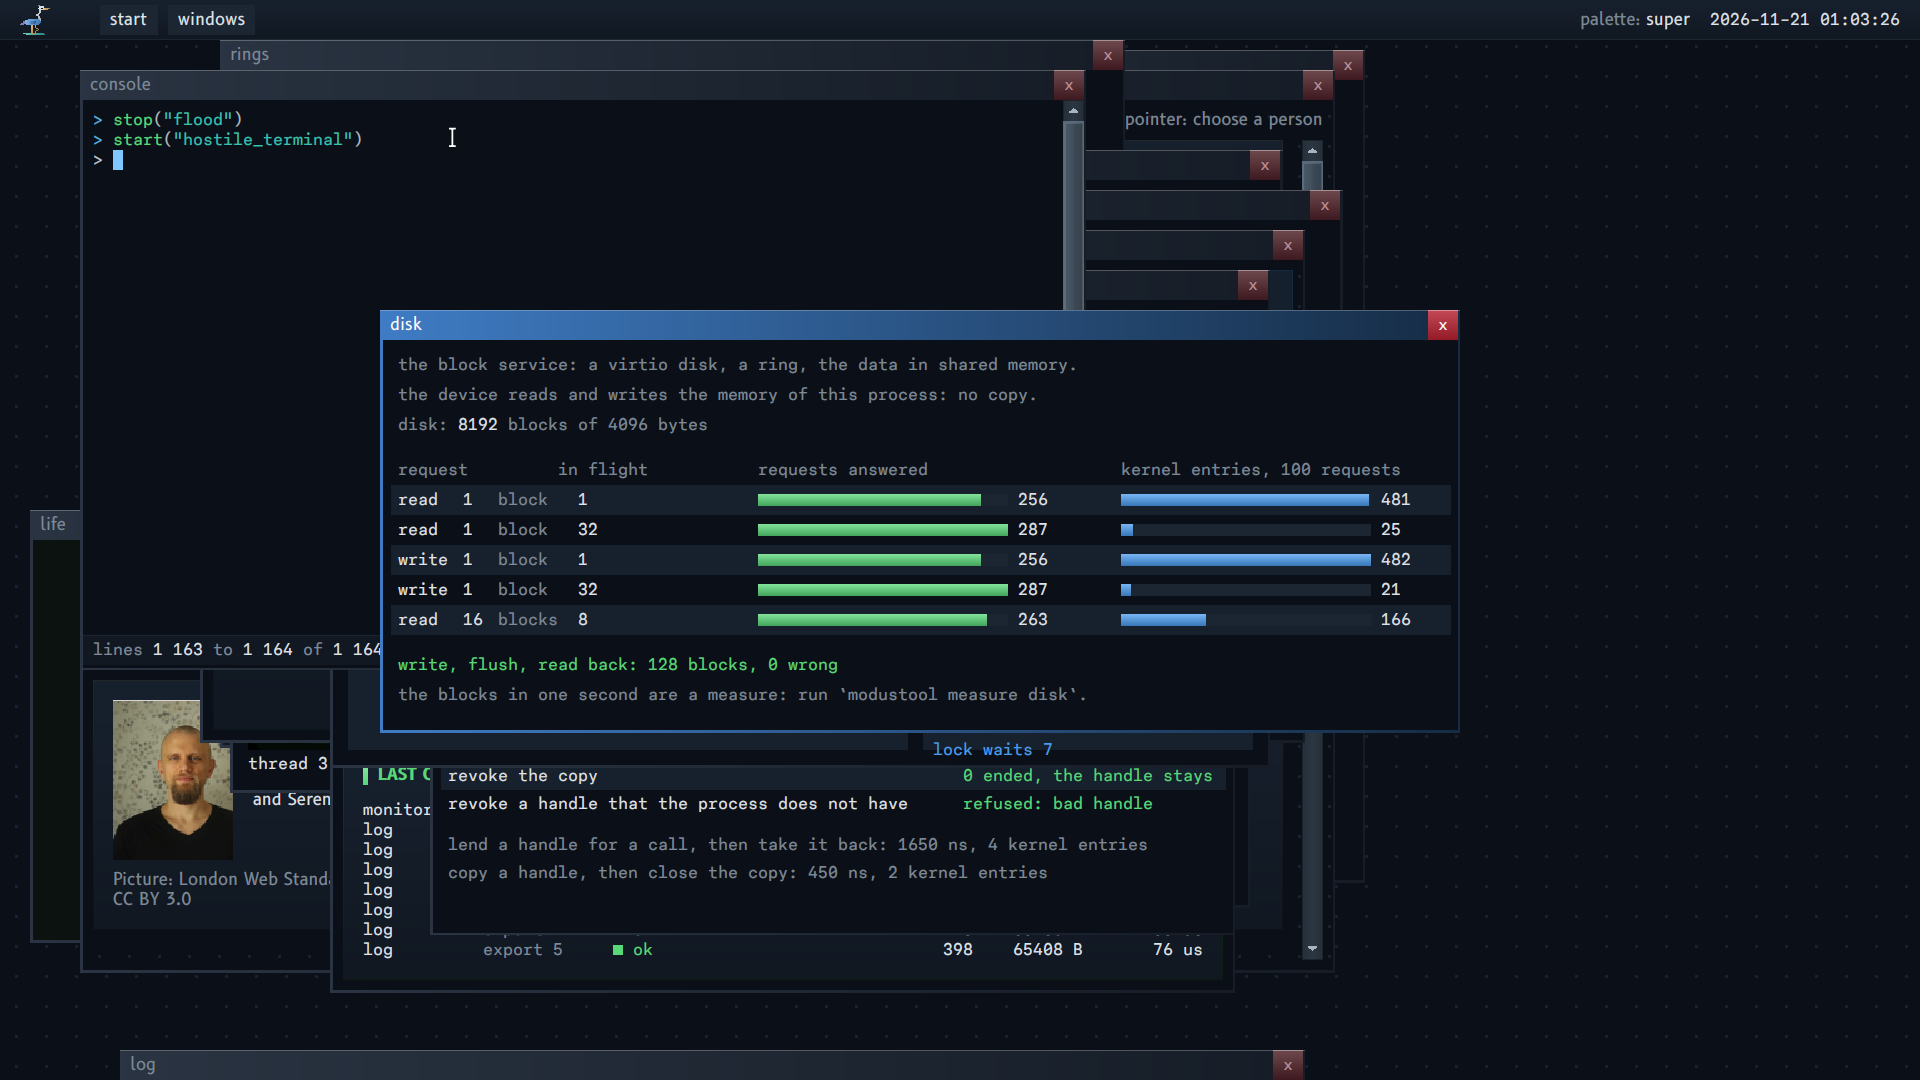 start windows palette: super 2026-11-21 01:03:26
rings x
x
console x
x
> stop("flood")
pointer: choose a person
> start("hostile_terminal")
>
x
x
x
x
disk x
the block service: a virtio disk, a ring, the data in shared memory.
the device reads and writes the memory of this process: no copy.
disk: 8192 blocks of 4096 bytes
request in flight requests answered kernel entries, 100 requests
read 1 block 1 256 481
read 1 block 32 287 25
write 1 block 1 256 482
write 1 block 32 287 21
read 16 blocks 8 263 166
write, flush, read back: 128 blocks, 0 wrong
the blocks in one second are a measure: run `modustool measure disk`.
life
lines 1 163 to 1 164 of 1 164
lock waits 7
thread 3
and Seren
Picture: London Web Standa
CC BY 3.0
LAST C
monitor
log
log
log
log
log
log
log export 5 ok 398 65408 B 76 us
revoke the copy 0 ended, the handle stays
revoke a handle that the process does not have refused: bad handle
lend a handle for a call, then take it back: 1650 ns, 4 kernel entries
copy a handle, then close the copy: 450 ns, 2 kernel entries
log x